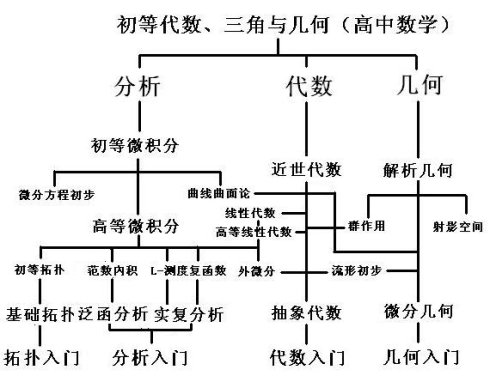 初等代数、三角与几何（高中数学）
分析 代数 几何
初等微积分
近世代数 解析几何
微分方程初步 曲线曲面论
线性代数
高等微积分 高等线性代数 群作用 射影空间
初等拓扑 范数内积 L-测度复函数 外微分 流形初步
基础拓扑 泛函分析 实复分析 抽象代数 微分几何
拓扑入门 分析入门 代数入门 几何入门